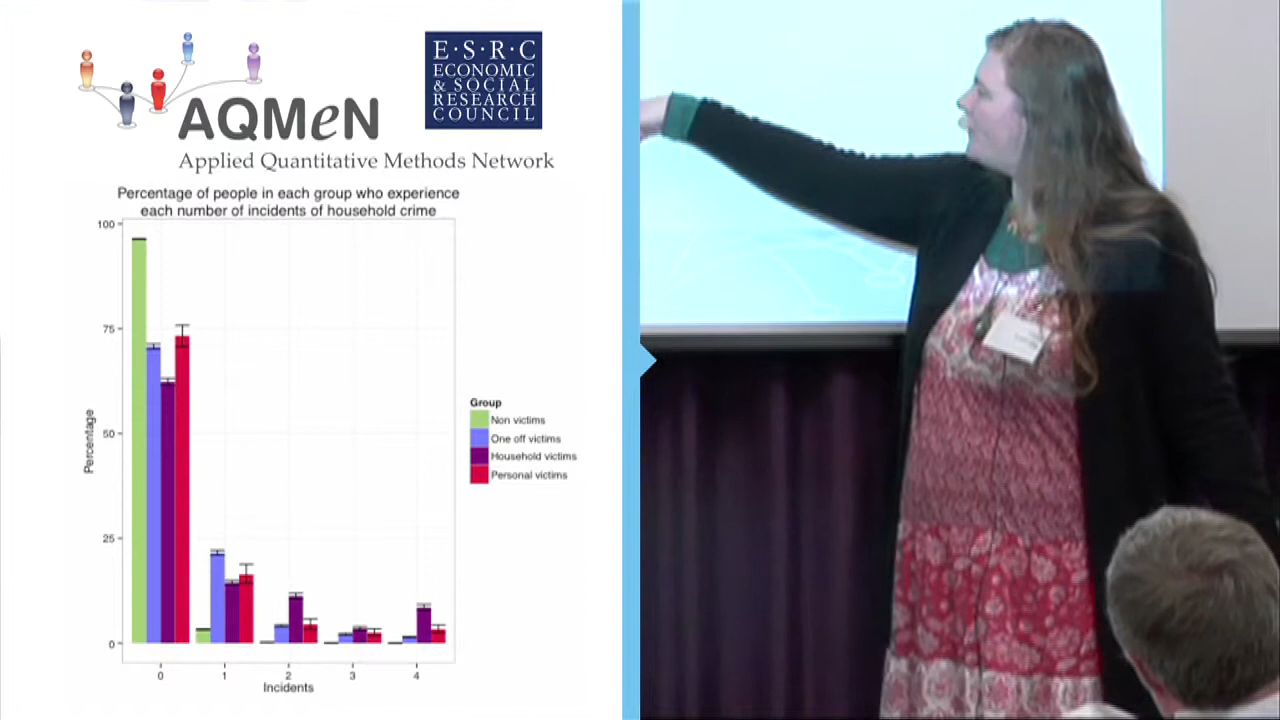 AQMeN
Applied Quantitative Methods Network
E·S·R·C
ECONOMIC
& SOCIAL
RESEARCH
COUNCIL
Percentage of people in each group who experience
each number of incidents of household crime
100
75
50
25
0
Percentage
0 1 2 3 4
Incidents
Group
Non victims
One off victims
Household victims
Personal victims